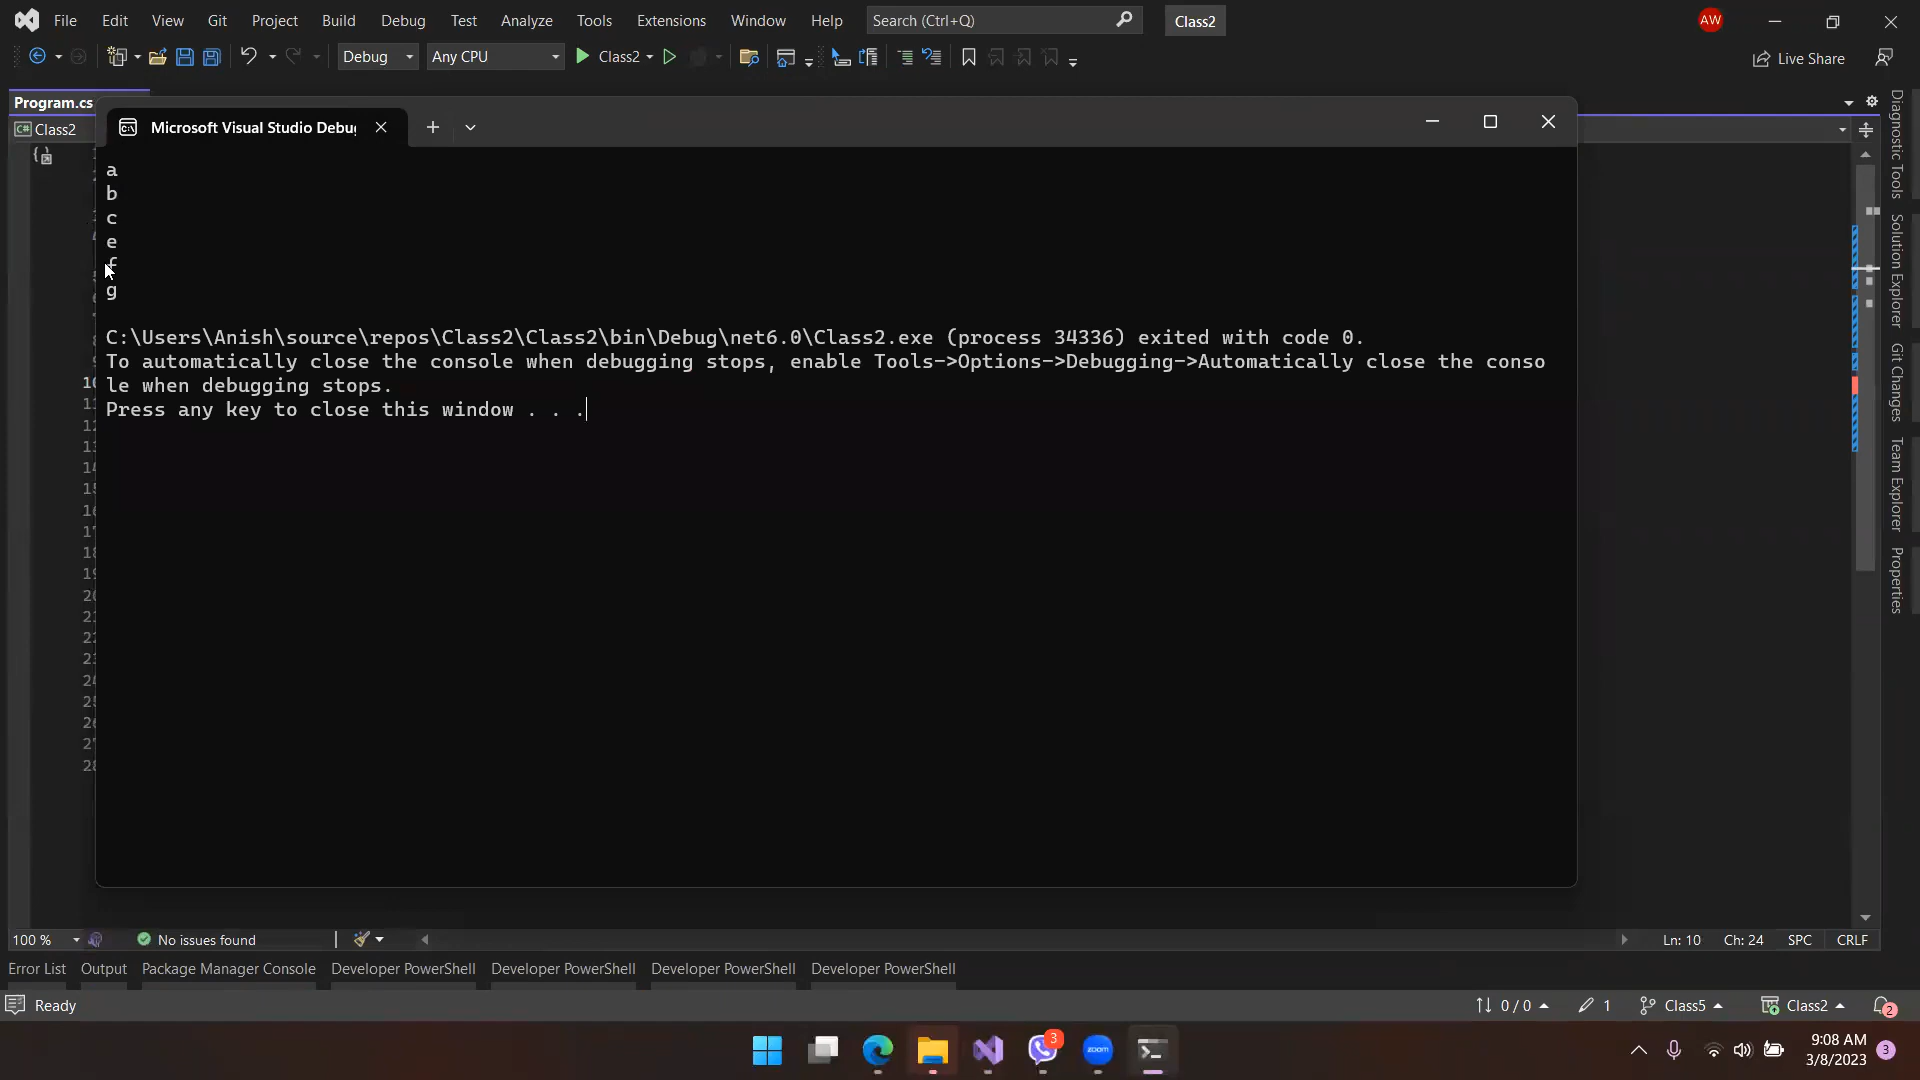 File Edit View Git Project Build Debug Test Analyze Tools Extensions Window Help Search (Ctrl+Q) Class2
AW
Debug Any CPU Class2 Live Share
Program.cs
Class2
Microsoft Visual Studio Debug
a
b
c
e
f
g
C:\Users\Anish\source\repos\Class2\Class2\bin\Debug\net6.0\Class2.exe (process 34336) exited with code 0.
To automatically close the console when debugging stops, enable Tools->Options->Debugging->Automatically close the conso
le when debugging stops.
Press any key to close this window . . .
Diagnostic Tools
Solution Explorer
Git Changes
Team Explorer
Properties
100 % No issues found Ln: 10 Ch: 24 SPC CRLF
Error List Output Package Manager Console Developer PowerShell Developer PowerShell Developer PowerShell Developer PowerShell
Ready 0 / 0 1 Class5 Class2 2
3 zoom
9:08 AM
3/8/2023 3